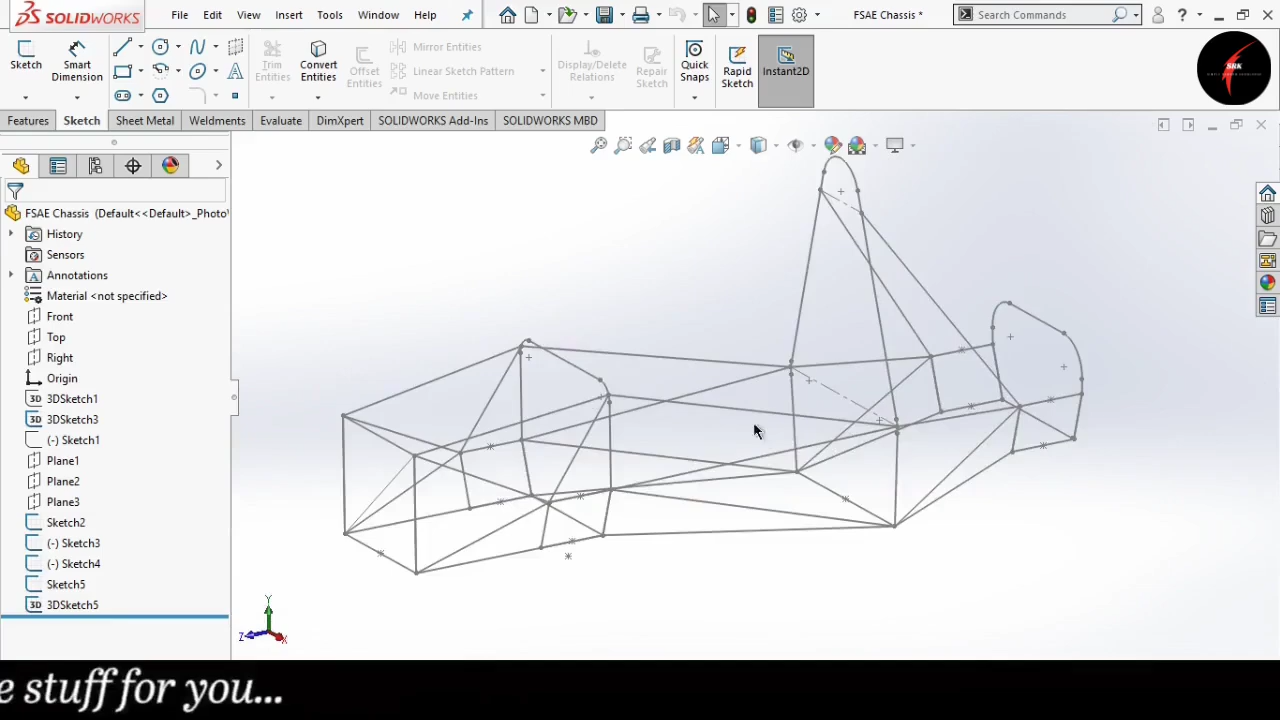 SOLIDWORKS
File Edit View Insert Tools Window Help
FSAE Chassis *
Search Commands
?
Sketch
Smart Dimension
Trim Entities
Convert Entities
Offset Entities
Mirror Entities
Linear Sketch Pattern
Move Entities
Display/Delete Relations
Repair Sketch
Quick Snaps
Rapid Sketch
Instant2D
SRK
Features Sketch Sheet Metal Weldments Evaluate DimXpert SOLIDWORKS Add-Ins SOLIDWORKS MBD
FSAE Chassis (Default<<Default>_Photo
History
Sensors
Annotations
Material <not specified>
Front
Top
Right
Origin
3D 3DSketch1
3D 3DSketch3
(-) Sketch1
Plane1
Plane2
Plane3
Sketch2
(-) Sketch3
(-) Sketch4
Sketch5
3D 3DSketch5
Y
Z
X
e stuff for you...